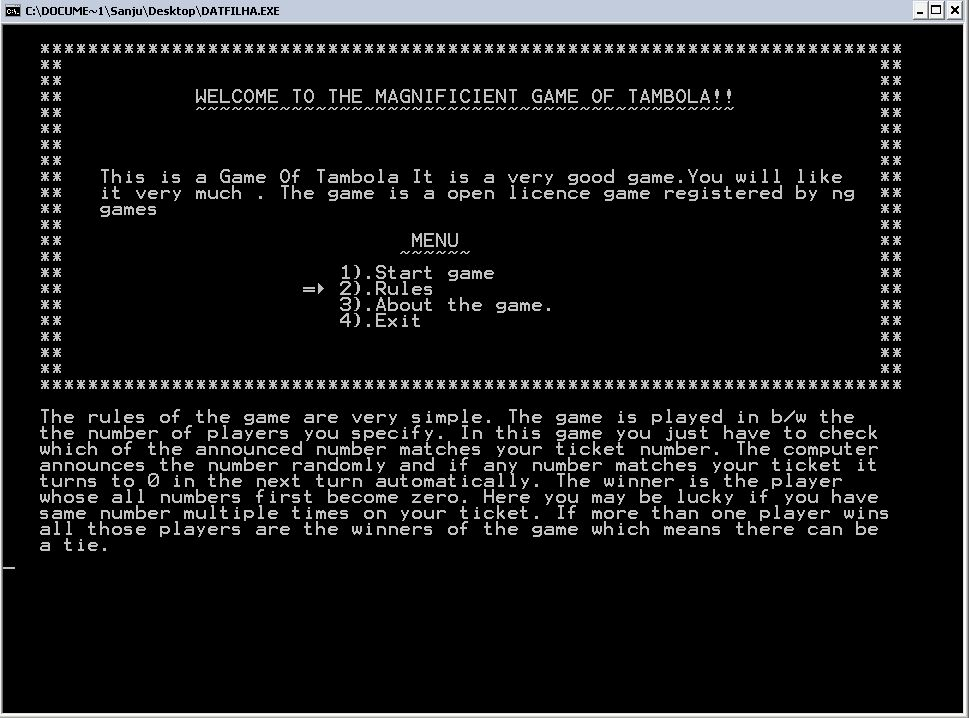 C:\DOCUME~1\Sanju\Desktop\DATFILHA.EXE
WELCOME TO THE MAGNIFICIENT GAME OF TAMBOLA!!
This is a Game Of Tambola It is a very good game.You will like
it very much . The game is a open licence game registered by ng
games
MENU
1).Start game
=> 2).Rules
3).About the game.
4).Exit
The rules of the game are very simple. The game is played in b/w the
the number of players you specify. In this game you just have to check
which of the announced number matches your ticket number. The computer
announces the number randomly and if any number matches your ticket it
turns to 0 in the next turn automatically. The winner is the player
whose all numbers first become zero. Here you may be lucky if you have
same number multiple times on your ticket. If more than one player wins
all those players are the winners of the game which means there can be
a tie.